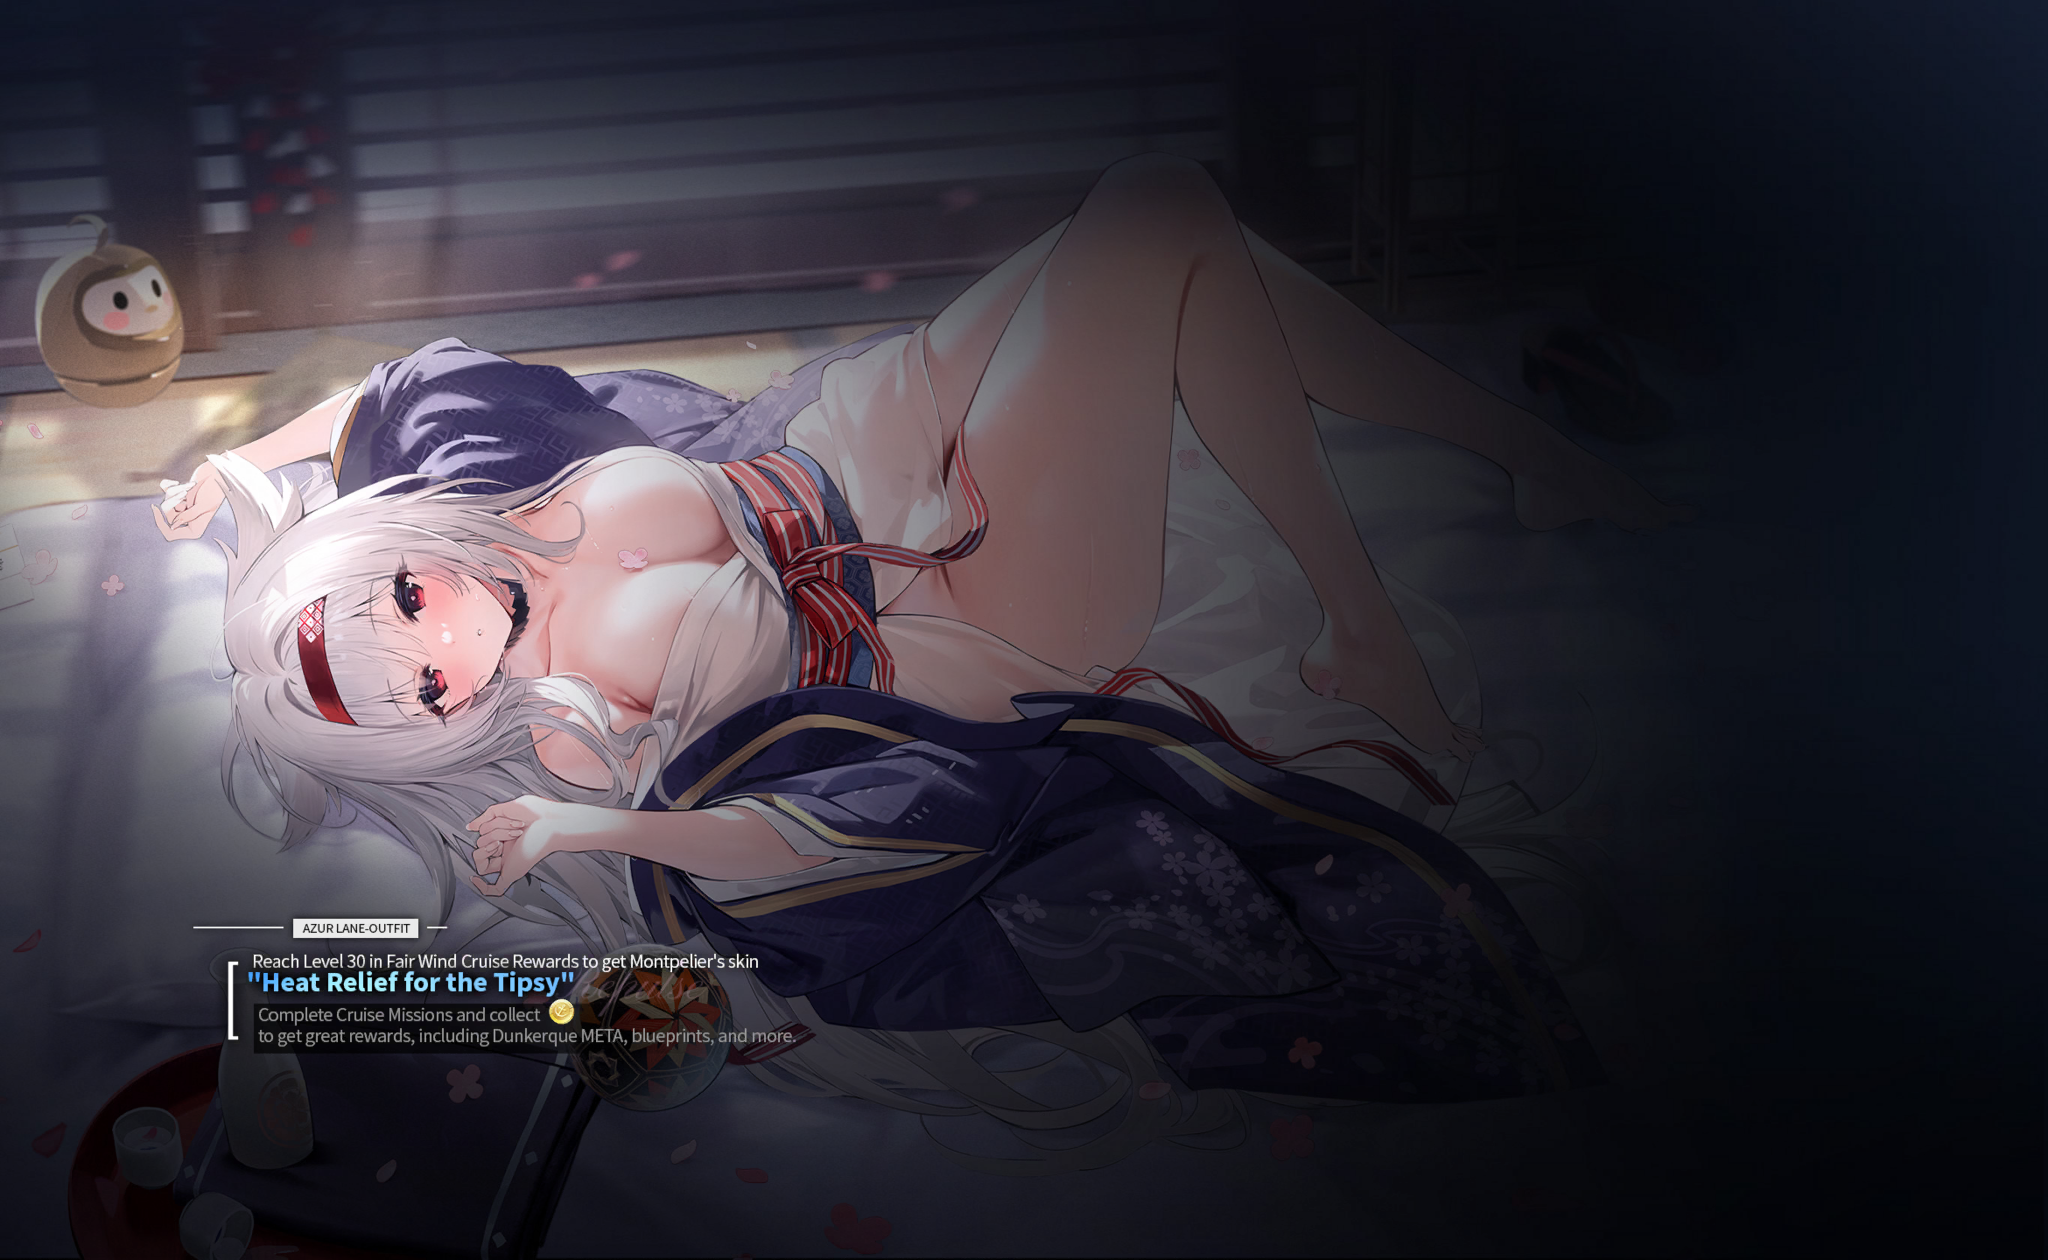 AZUR LANE-OUTFIT
Reach Level 30 in Fair Wind Cruise Rewards to get Montpelier's skin
"Heat Relief for the Tipsy"
Complete Cruise Missions and collect
to get great rewards, including Dunkerque META, blueprints, and more.